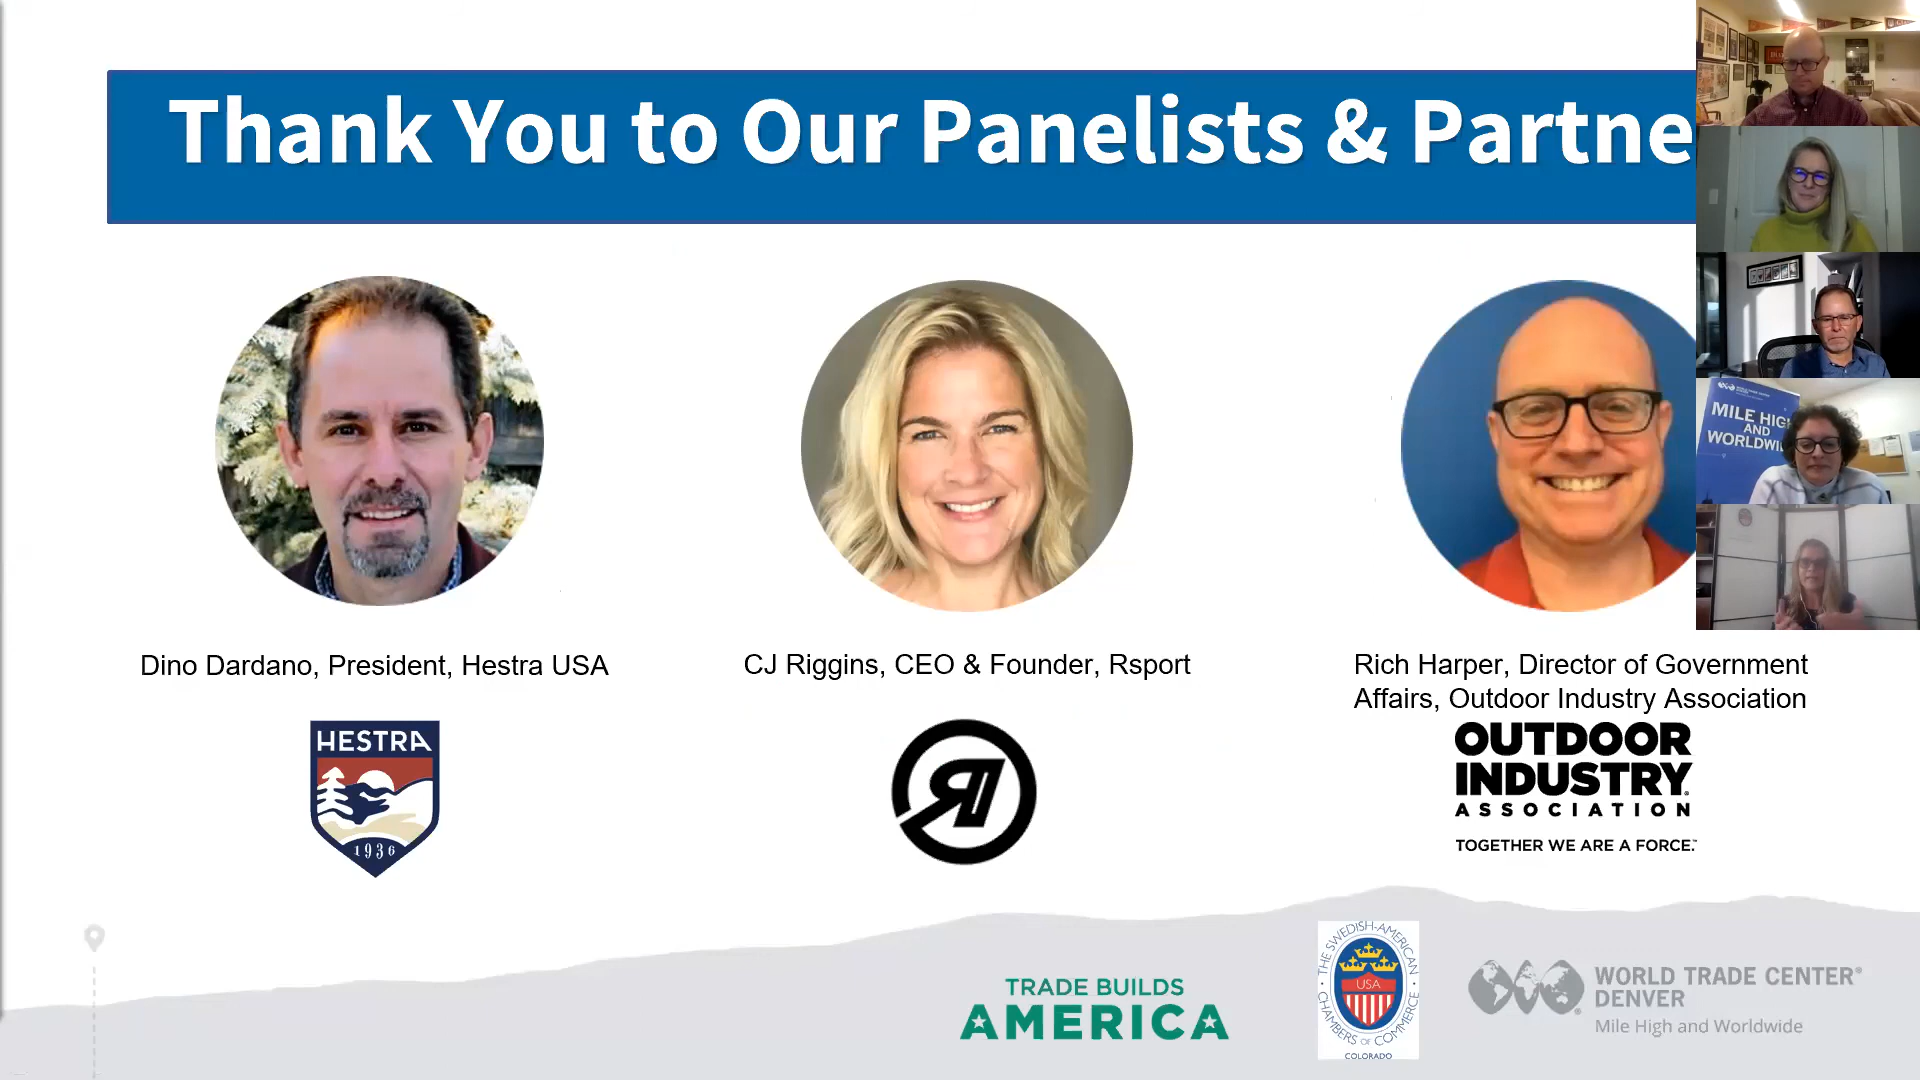 Thank You to Our Panelists & Partne
MILE HIG
AND
WORLDWI
Dino Dardano, President, Hestra USA
CJ Riggins, CEO & Founder, Rsport
Rich Harper, Director of Government
Affairs, Outdoor Industry Association
HESTRA
1936
OUTDOOR
INDUSTRY
ASSOCIATION
TOGETHER WE ARE A FORCE.™
TRADE BUILDS
AMERICA
THE SWEDISH-AMERICAN
USA
CHAMBERS OF COMMERCE
COLORADO
WORLD TRADE CENTER®
DENVER
Mile High and Worldwide